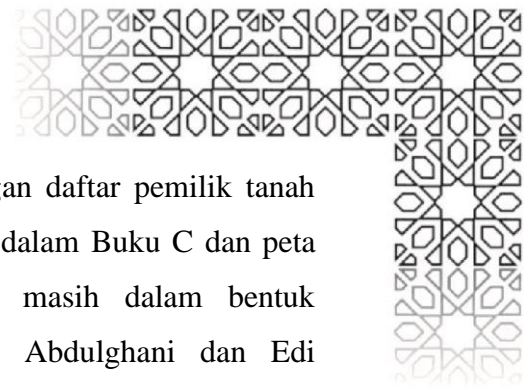 gan daftar pemilik tanah
dalam Buku C dan peta
masih dalam bentuk
Abdulghani dan Edi